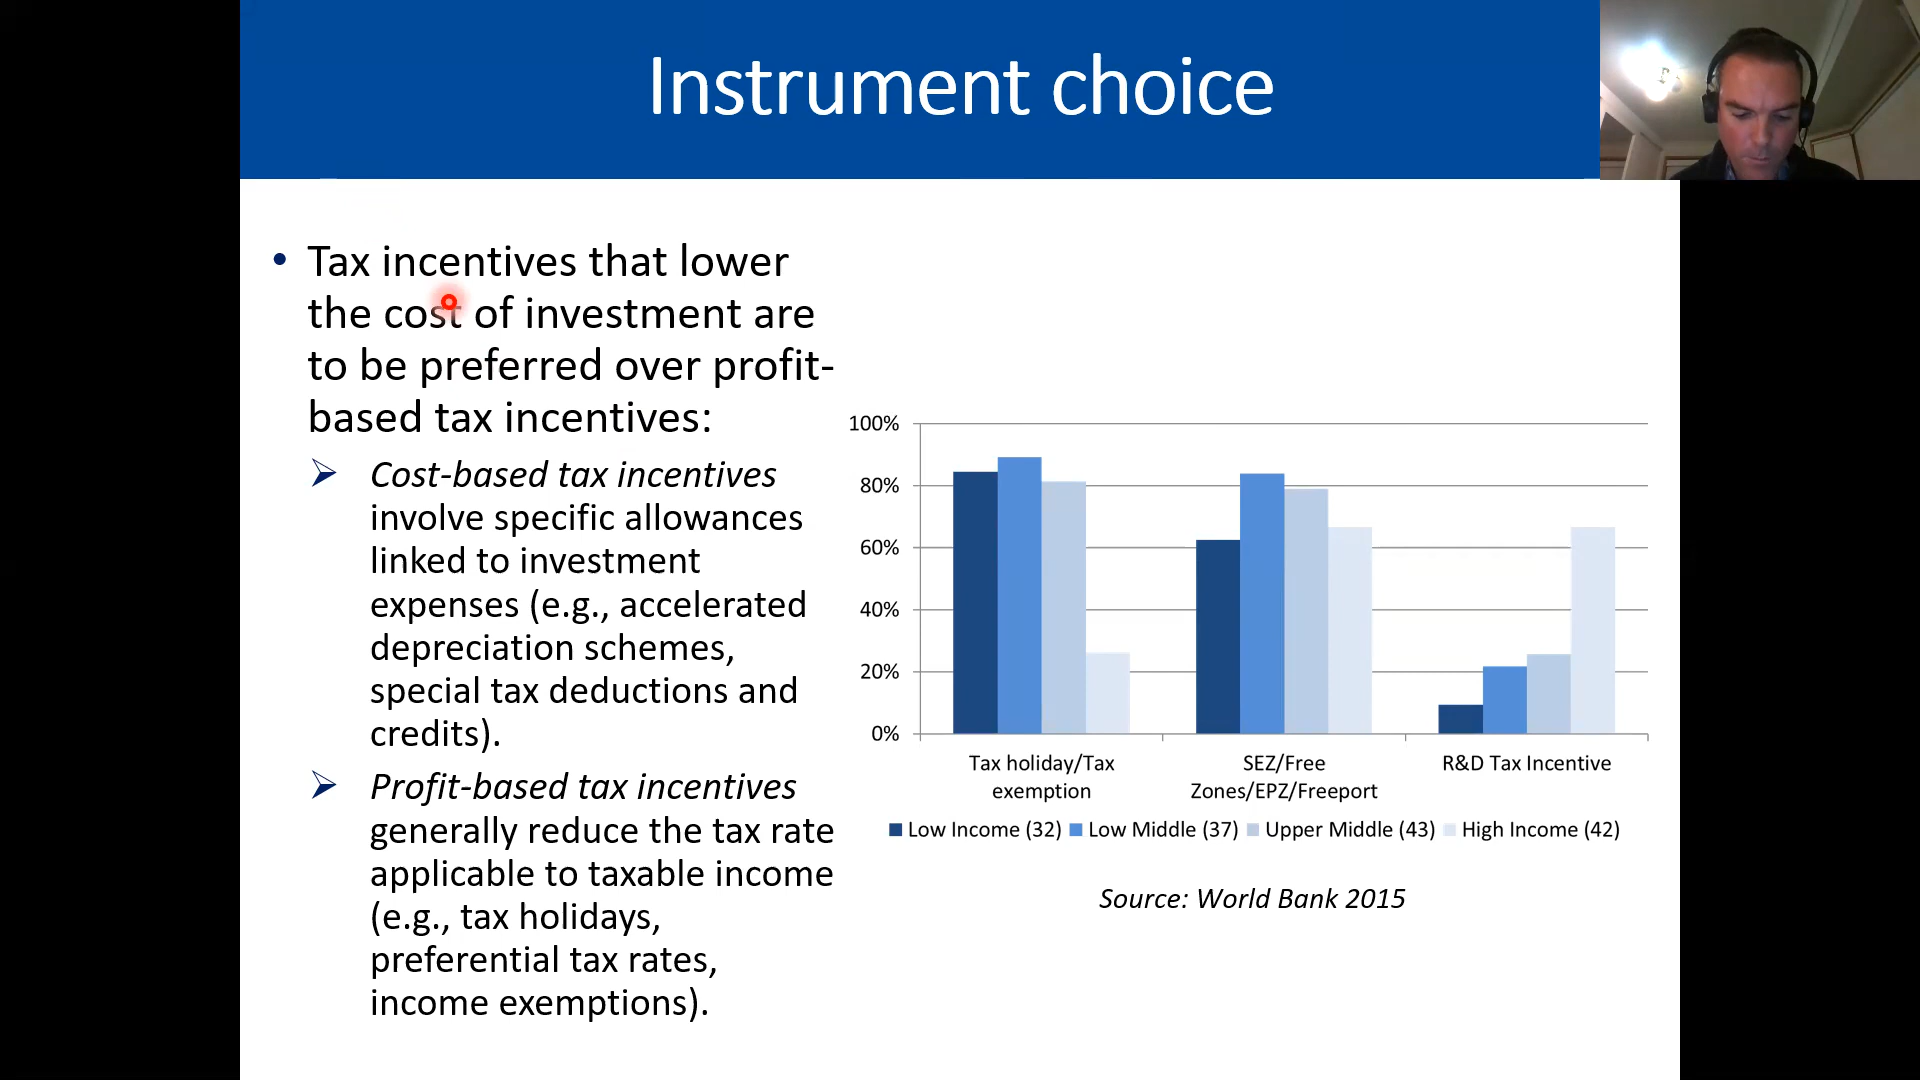 Instrument choice
• Tax incentives that lower
the cost of investment are
to be preferred over profit-
based tax incentives:
➢ Cost-based tax incentives
involve specific allowances
linked to investment
expenses (e.g., accelerated
depreciation schemes,
special tax deductions and
credits).
➢ Profit-based tax incentives
generally reduce the tax rate
applicable to taxable income
(e.g., tax holidays,
preferential tax rates,
income exemptions).
100%
80%
60%
40%
20%
0%
Tax holiday/Tax
exemption
SEZ/Free
Zones/EPZ/Freeport
R&D Tax Incentive
Low Income (32) Low Middle (37) Upper Middle (43) High Income (42)
Source: World Bank 2015